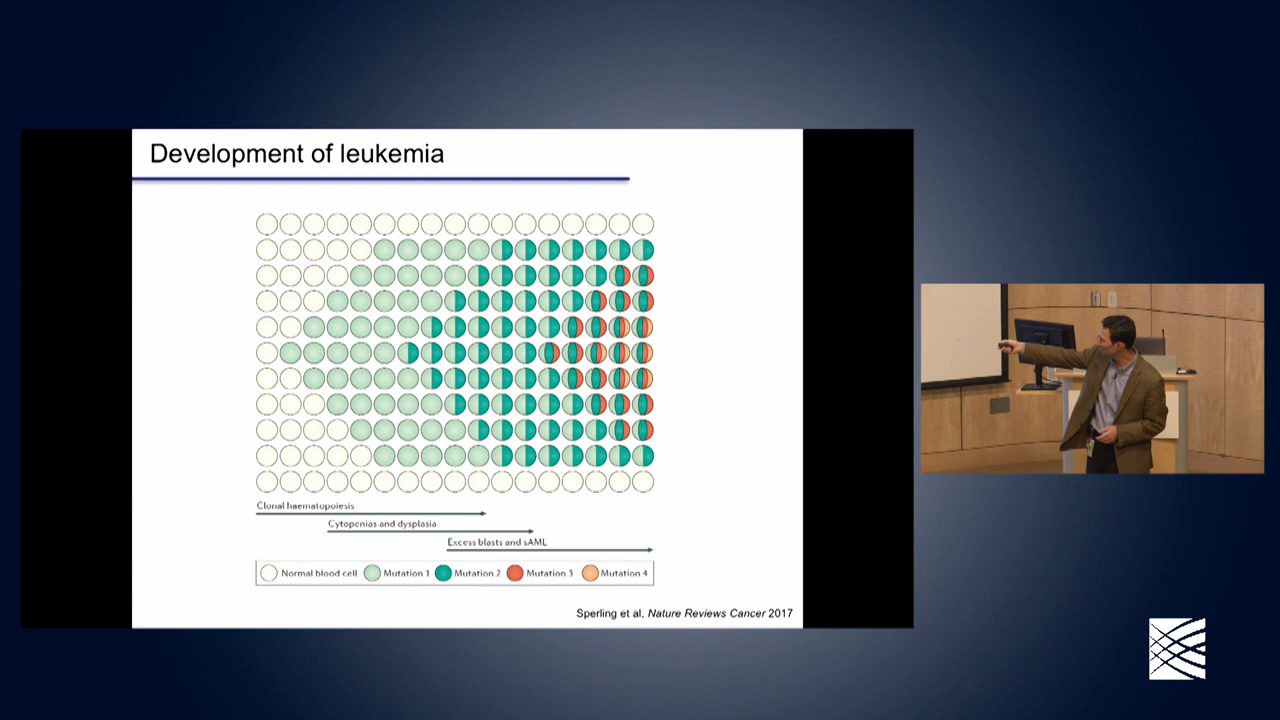 Development of leukemia
Clonal haematopoiesis
Cytopenias and dysplasia
Excess blasts and sAML
Normal blood cell Mutation 1 Mutation 2 Mutation 3 Mutation 4
Sperling et al, Nature Reviews Cancer 2017